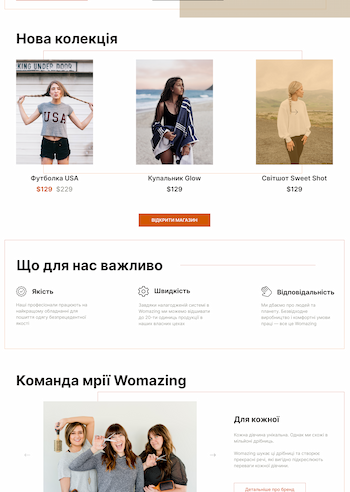 Нова колекція
KING UNDER DOOR
USA
Футболка USA
$129 $229
Купальник Glow
$129
Світшот Sweet Shot
$129
ВІДКРИТИ МАГАЗИН
Що для нас важливо
Якість
Наші професіонали працюють на
найкращому обладнанні для
пошиття одягу безпрецедентної
якості
Швидкість
Завдяки налагодженій системі в
Womazing ми можемо відшивати
до 20-ти одиниць продукції в
наших власних цехах
Відповідальність
Ми дбаємо про людей та
планету. Безвідходне
виробництво і комфортні умови
праці — все це Womazing
Команда мрії Womazing
Для кожної
Кожна дівчина унікальна. Однак ми схожі в
мільйоні дрібниць.
Womazing шукає ці дрібниці та створює
прекрасні речі, які вигідно підкреслюють
переваги кожної дівчини.
Детальніше про бренд